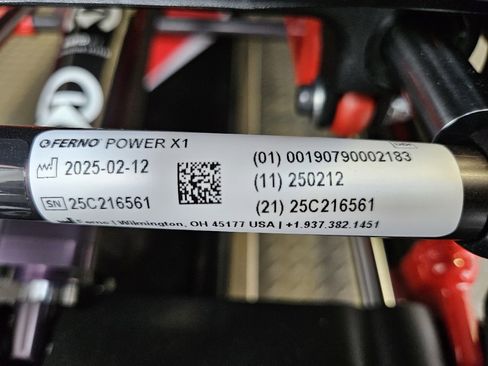 FERNO POWER X1
2025-02-12
SN 25C216561
(01) 00190790002183
(11) 250212
(21) 25C216561
Ferno | Wilmington, OH 45177 USA | +1.937.382.1451